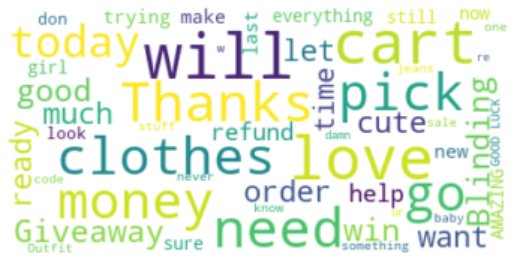 don trying make everything still now
today will last let cart one
girl w re
good Thanks time pick jeans
much cute Blinding
look stuff refund damn sale new GOOD LUCK
ready clothes love
code never order help go AMAZING
money know ur baby
Giveaway need win want
Outfit sure something